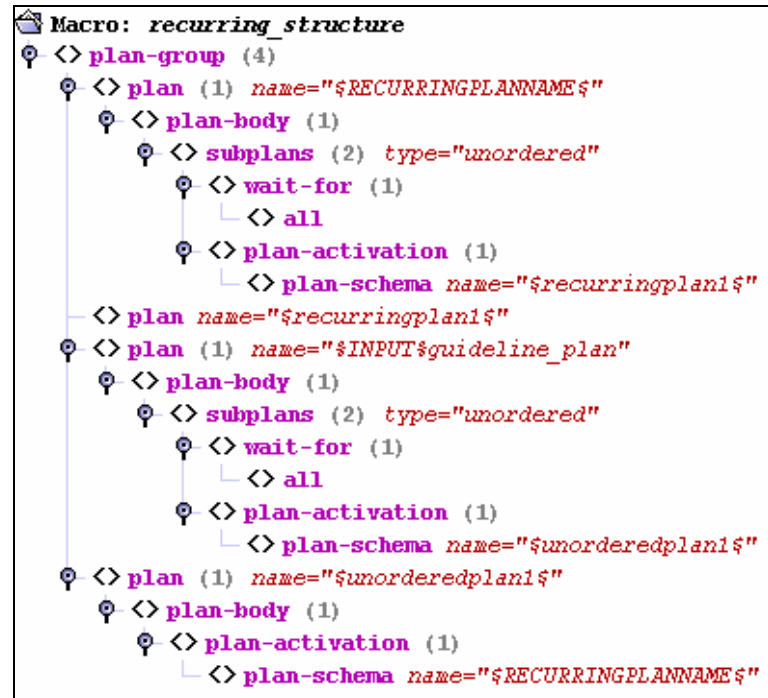 Macro: recurring_structure
<> plan-group (4)
<> plan (1) name="$RECURRINGPLANNAME$"
<> plan-body (1)
<> subplans (2) type="unordered"
<> wait-for (1)
<> all
<> plan-activation (1)
<> plan-schema name="$recurringplan1$"
<> plan name="$recurringplan1$"
<> plan (1) name="$INPUT$guideline_plan"
<> plan-body (1)
<> subplans (2) type="unordered"
<> wait-for (1)
<> all
<> plan-activation (1)
<> plan-schema name="$unorderedplan1$"
<> plan (1) name="$unorderedplan1$"
<> plan-body (1)
<> plan-activation (1)
<> plan-schema name="$RECURRINGPLANNAME$"